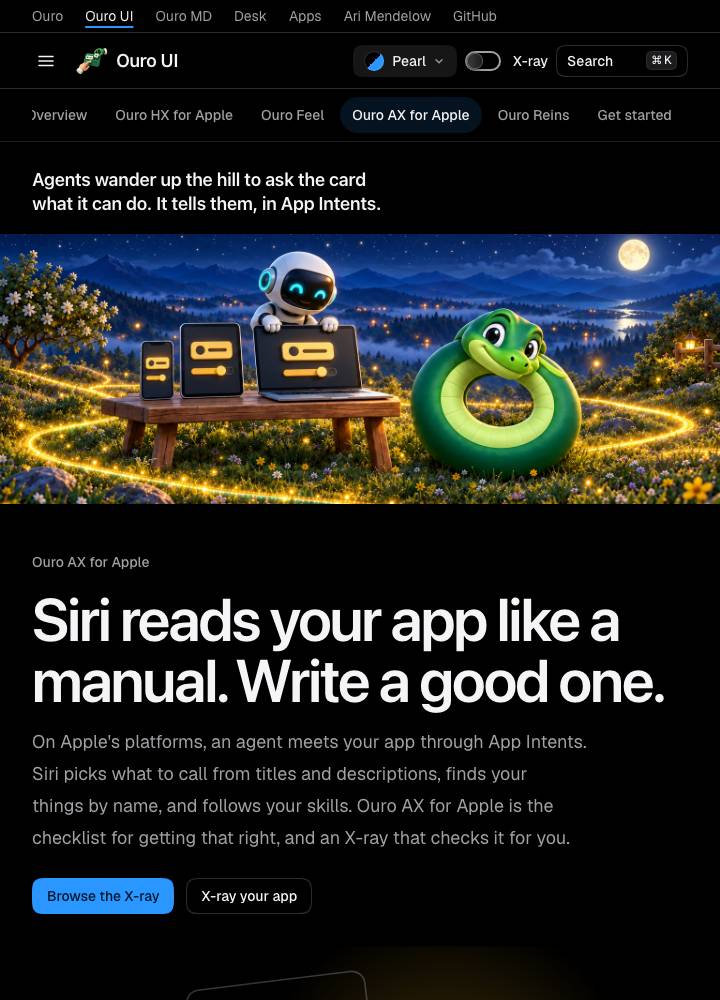 Ouro Ouro UI Ouro MD Desk Apps Ari Mendelow GitHub
Ouro UI Pearl X-ray Search ⌘ K
Overview Ouro HX for Apple Ouro Feel Ouro AX for Apple Ouro Reins Get started
Agents wander up the hill to ask the card
what it can do. It tells them, in App Intents.
Ouro AX for Apple
Siri reads your app like a
manual. Write a good one.
On Apple's platforms, an agent meets your app through App Intents.
Siri picks what to call from titles and descriptions, finds your
things by name, and follows your skills. Ouro AX for Apple is the
checklist for getting that right, and an X-ray that checks it for you.
Browse the X-ray X-ray your app